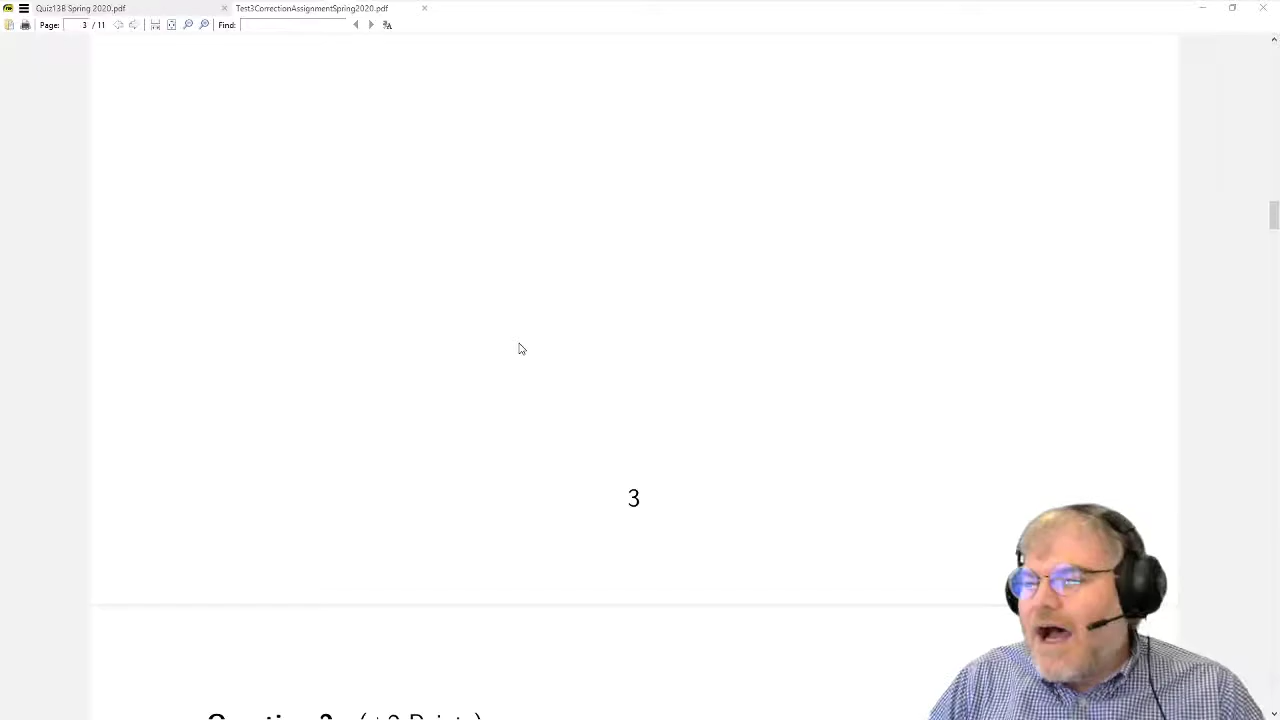 Quiz13B Spring 2020.pdf
Test3CorrectionAssignmentSpring2020.pdf
Page: 3 / 11
Find:
3